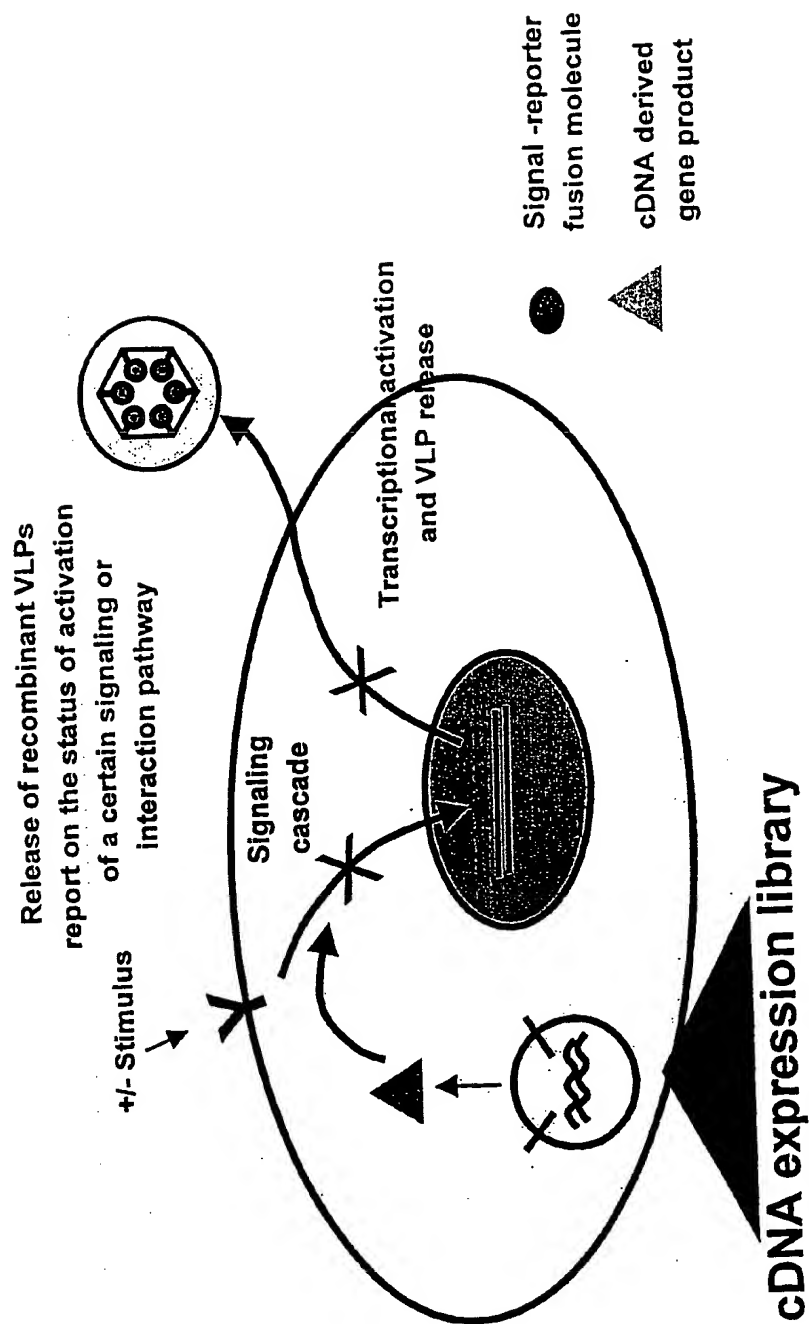 Release of recombinant VLPs
report on the status of activation
of a certain signaling or
interaction pathway
+/- Stimulus
Signaling
cascade
Transcriptional activation
and VLP release
Signal -reporter
fusion molecule
cDNA derived
gene product
cDNA expression library